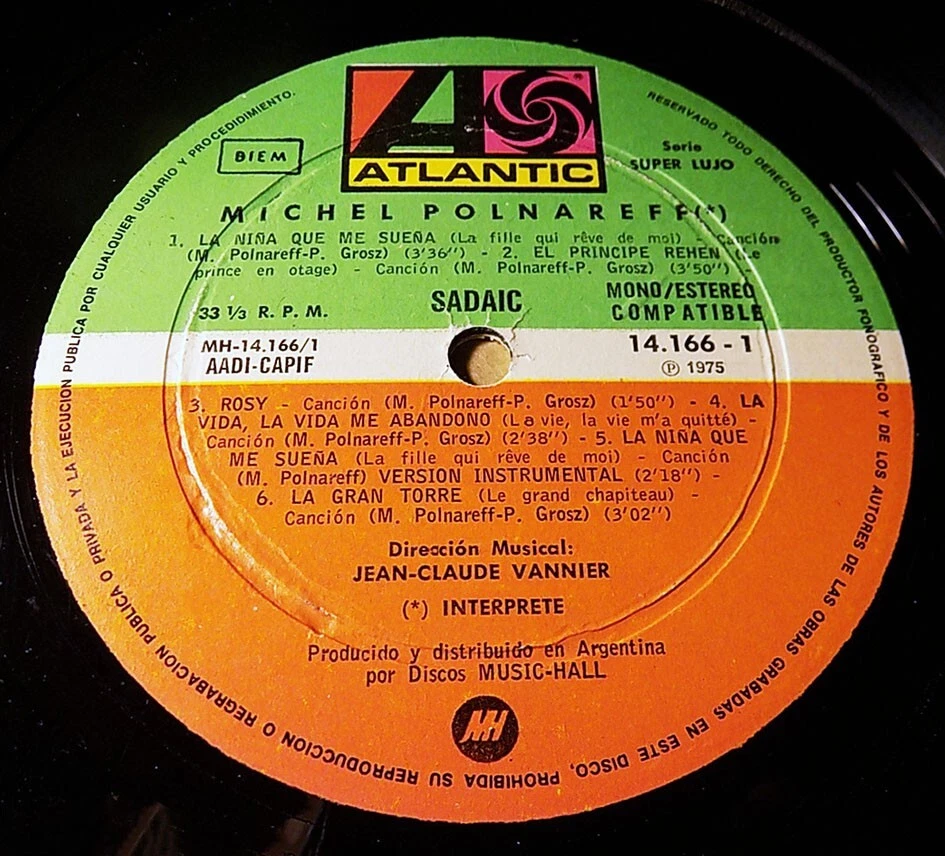 ATLANTIC
®
BIEM
Serie
SUPER LUJO
MICHEL POLNAREFF(*)
1. LA NIÑA QUE ME SUEÑA (La fille qui rêve de moi) - Canción
(M. Polnareff-P. Grosz) (3'36'') - 2. EL PRINCIPE REHEN (Le
prince en otage) - Canción (M. Polnareff-P. Grosz) (3'50'') -
33 1/3 R. P. M.
SADAIC
MONO/ESTEREO
COMPATIBLE
MH-14.166/1
AADI-CAPIF
14.166 - 1
Ⓟ 1975
3. ROSY - Canción (M. Polnareff-P. Grosz) (1'50'') - 4. LA
VIDA, LA VIDA ME ABANDONO (La vie, la vie m'a quitté) -
Canción (M. Polnareff-P. Grosz) (2'38'') - 5. LA NIÑA QUE
ME SUEÑA (La fille qui rêve de moi) - Canción
(M. Polnareff) VERSION INSTRUMENTAL (2'18'') -
6. LA GRAN TORRE (Le grand chapiteau) -
Canción (M. Polnareff-P. Grosz) (3'02'')
Dirección Musical:
JEAN-CLAUDE VANNIER
(*) INTERPRETE
Producido y distribuido en Argentina
por Discos MUSIC-HALL
MH
RESERVADO TODO DERECHO DEL PRODUCTOR FONOGRAFICO Y DE LOS AUTORES DE LAS OBRAS GRABADAS EN ESTE DISCO, PROHIBIDA SU REPRODUCCION O REGRABACION PUBLICA O PRIVADA Y LA EJECUCION PUBLICA POR CUALQUIER USUARIO Y PROCEDIDIMIENTO.